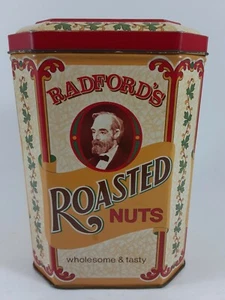 RADFORD'S
ROASTED
NUTS
wholesome & tasty